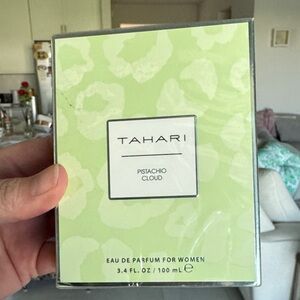 TAHARI
PISTACHIO
CLOUD
EAU DE PARFUM FOR WOMEN
3.4 FL. OZ / 100 mL ℮